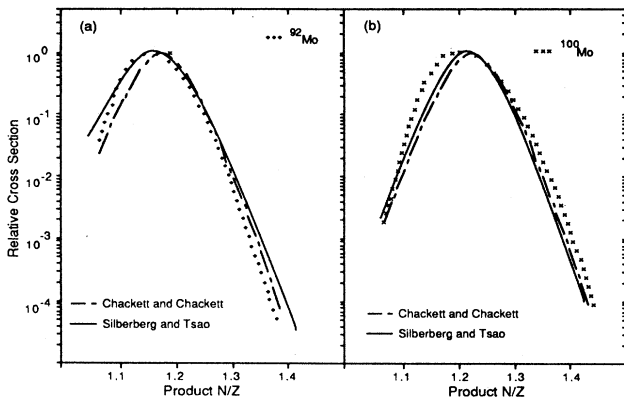 (a)
⁹²Mo
(b)
¹⁰⁰Mo
10⁰
10⁻¹
10⁻²
10⁻³
10⁻⁴
Relative Cross Section
Chackett and Chackett
Silberberg and Tsao
Chackett and Chackett
Silberberg and Tsao
1.1 1.2 1.3 1.4
1.1 1.2 1.3 1.4
Product N/Z
Product N/Z